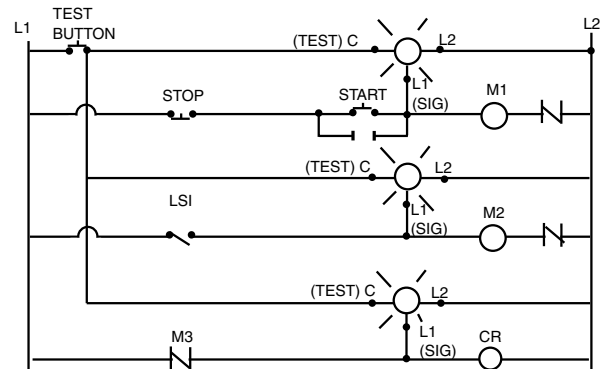 TEST
BUTTON
L1
L2
(TEST) C
L2
L1
(SIG)
STOP
START
M1
(TEST) C
L2
L1
(SIG)
LSI
M2
(TEST) C
L2
L1
(SIG)
M3
CR